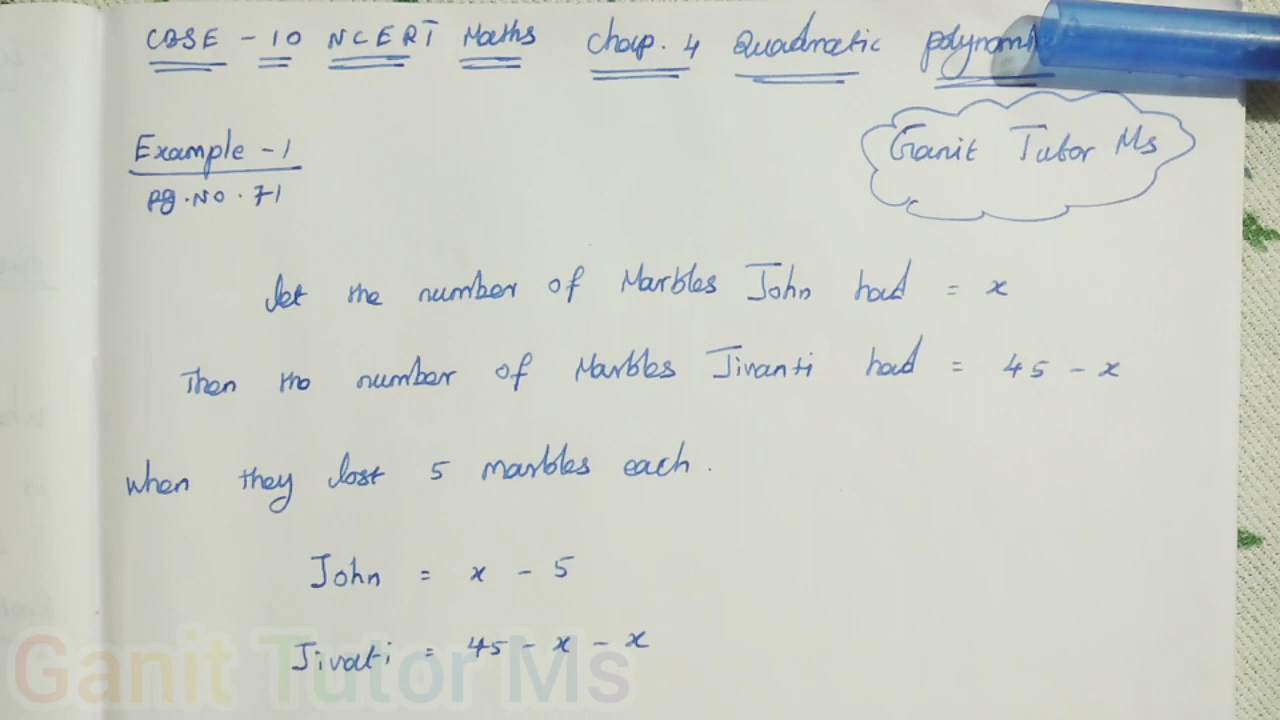 CBSE - 10 NCERT Maths Chap. 4 Quadratic polynomi
Ganit Tutor Ms
Example - 1
pg. No. 71
Let the number of Marbles John had = x
Then the number of Marbles Jivanti had = 45 - x
When they lost 5 marbles each.
John = x - 5
Jivati = 45 - x - x
Ganit Tutor Ms